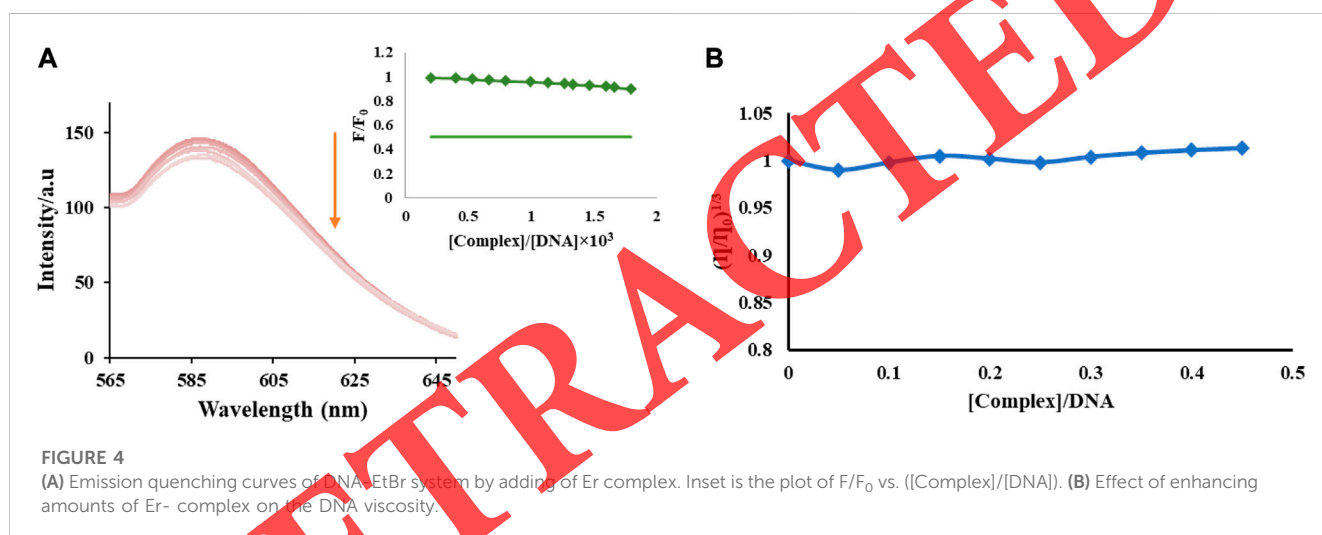 A
Intensity/a.u
150
100
50
0
565
585
605
625
645
Wavelength (nm)
F/F0
1.2
1
0.8
0.6
0.4
0.2
0
0
0.5
1
1.5
2
[Complex]/[DNA]×10³
B
(η/η0)1/3
1.05
1
0.95
0.9
0.85
0.8
0
0.1
0.2
0.3
0.4
0.5
[Complex]/DNA
FIGURE 4
(A) Emission quenching curves of DNA-EtBr system by adding of Er complex. Inset is the plot of F/F0 vs. ([Complex]/[DNA]). (B) Effect of enhancing
amounts of Er- complex on the DNA viscosity.
ETRACTED